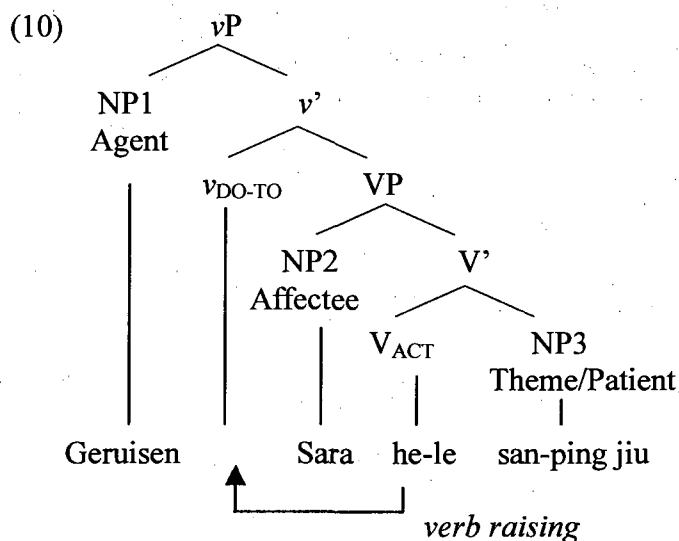 (10)
vP
NP1 v’
Agent
vDO-TO VP
NP2 V’
Affectee
VACT NP3
Theme/Patient
Geruisen Sara he-le san-ping jiu
verb raising